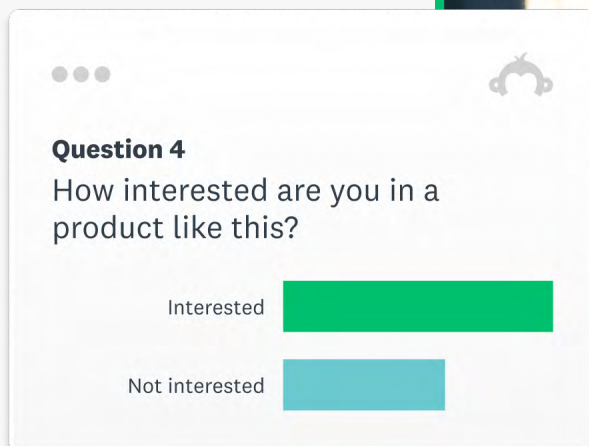 Question 4
How interested are you in a
product like this?
Interested
Not interested